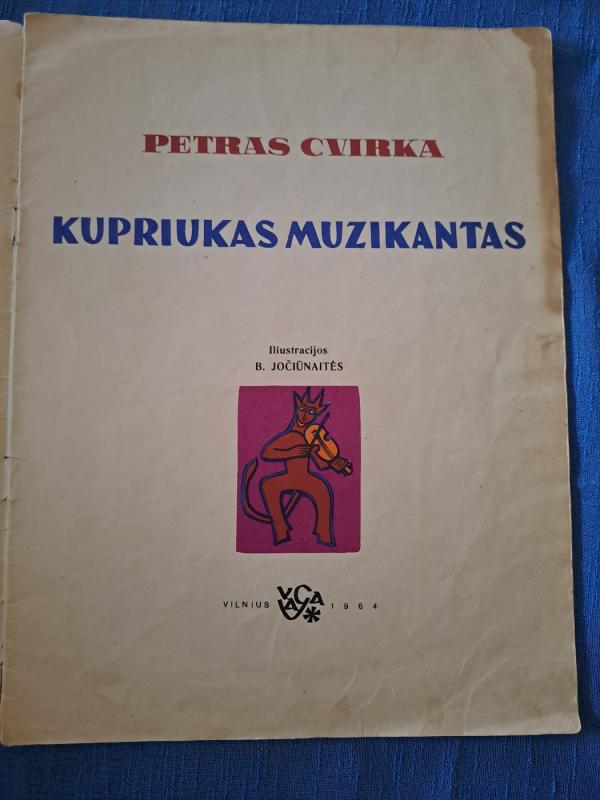 PETRAS CVIRKA
KUPRIUKAS MUZIKANTAS
Iliustracijos
B. JOČIŪNAITĖS
VILNIUS VAGA 1964